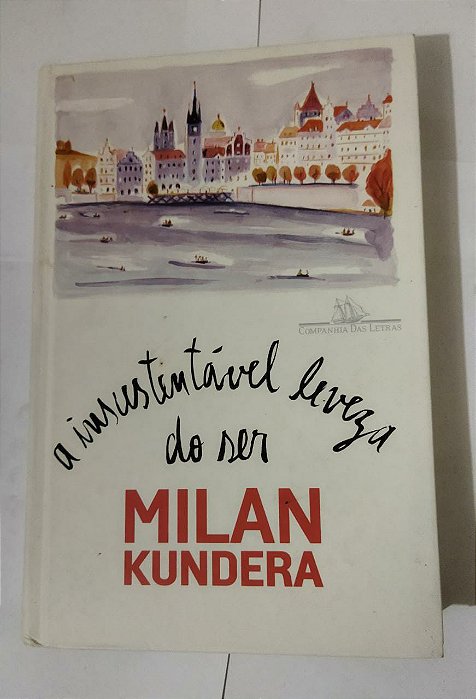 COMPANHIA DAS LETRAS
a insustentável leveza
do ser
MILAN
KUNDERA